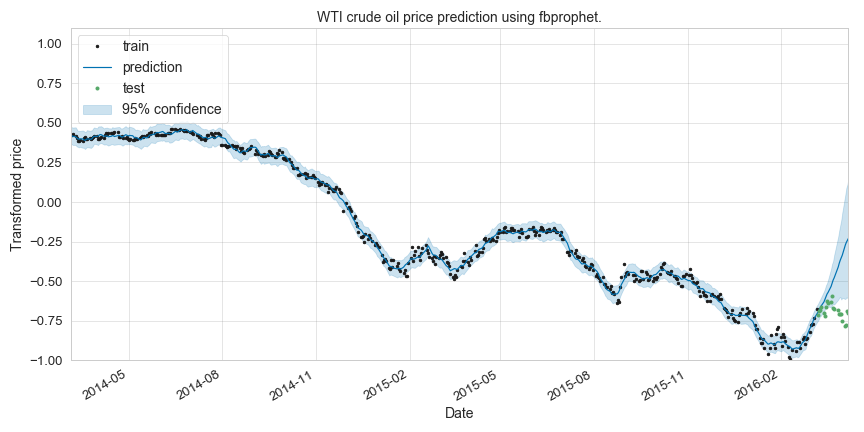 WTI crude oil price prediction using fbprophet.
train
prediction
test
95% confidence
Transformed price
1.00
0.75
0.50
0.25
0.00
−0.25
−0.50
−0.75
−1.00
2014-05
2014-08
2014-11
2015-02
2015-05
2015-08
2015-11
2016-02
Date